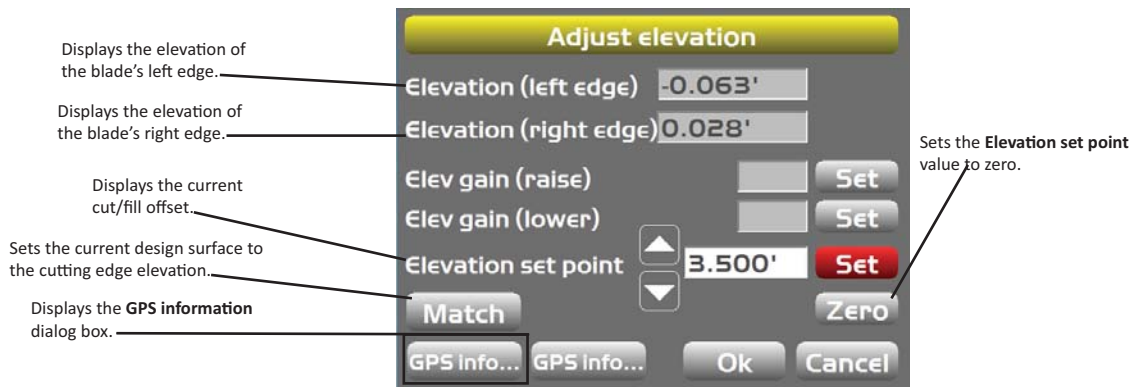 Adjust elevation
Displays the elevation of
the blade's left edge.
Elevation (left edge) -0.063'
Displays the elevation of
the blade's right edge.
Elevation (right edge) 0.028'
Sets the Elevation set point
value to zero.
Elev gain (raise) Set
Displays the current
cut/fill offset.
Elev gain (lower) Set
Sets the current design surface to
the cutting edge elevation.
Elevation set point 3.500' Set
Displays the GPS information
dialog box.
Match Zero
GPS info... GPS info... Ok Cancel